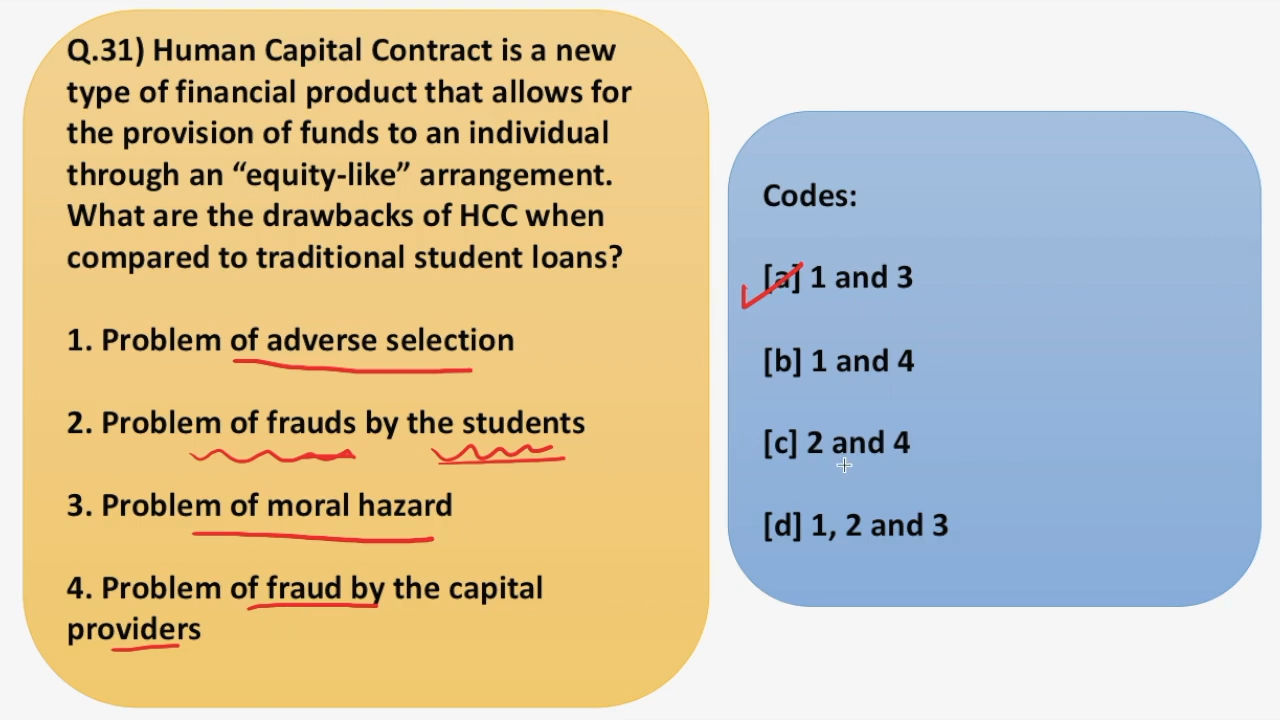 Q.31) Human Capital Contract is a new
type of financial product that allows for
the provision of funds to an individual
through an “equity-like” arrangement.
What are the drawbacks of HCC when
compared to traditional student loans?
1. Problem of adverse selection
2. Problem of frauds by the students
3. Problem of moral hazard
4. Problem of fraud by the capital
providers
Codes:
[a] 1 and 3
[b] 1 and 4
[c] 2 and 4
[d] 1, 2 and 3